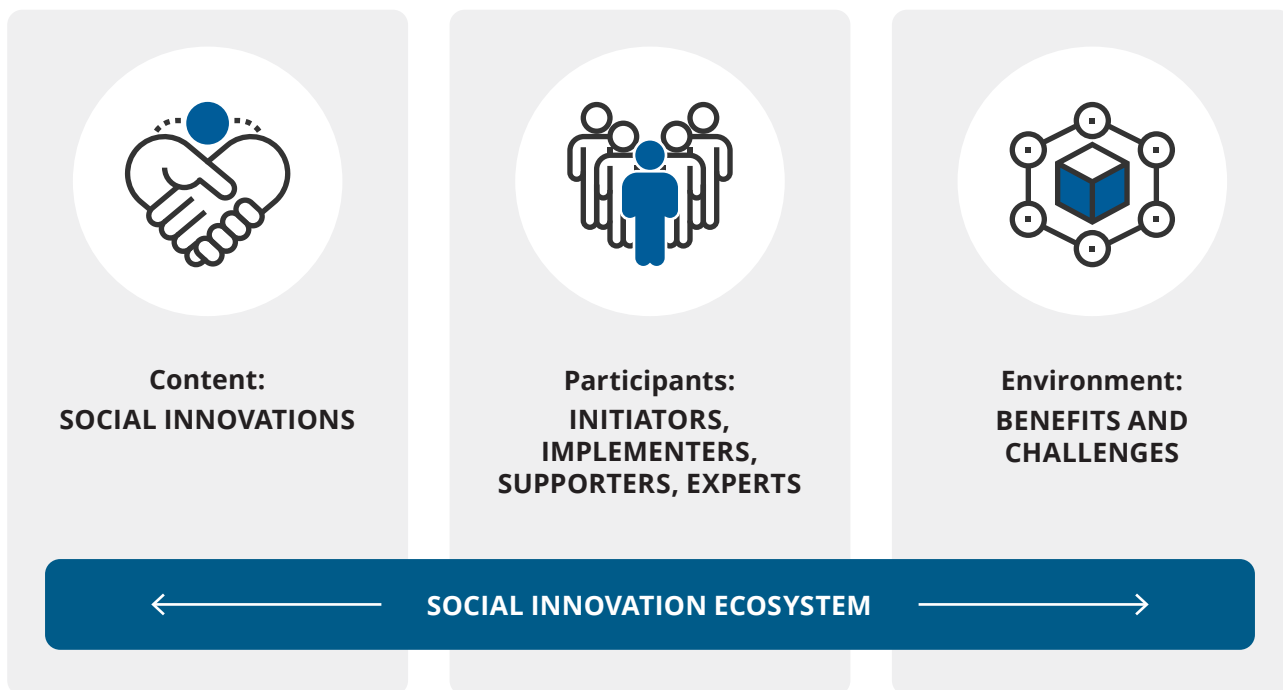 Content:
SOCIAL INNOVATIONS
Participants:
INITIATORS,
IMPLEMENTERS,
SUPPORTERS, EXPERTS
Environment:
BENEFITS AND
CHALLENGES
SOCIAL INNOVATION ECOSYSTEM